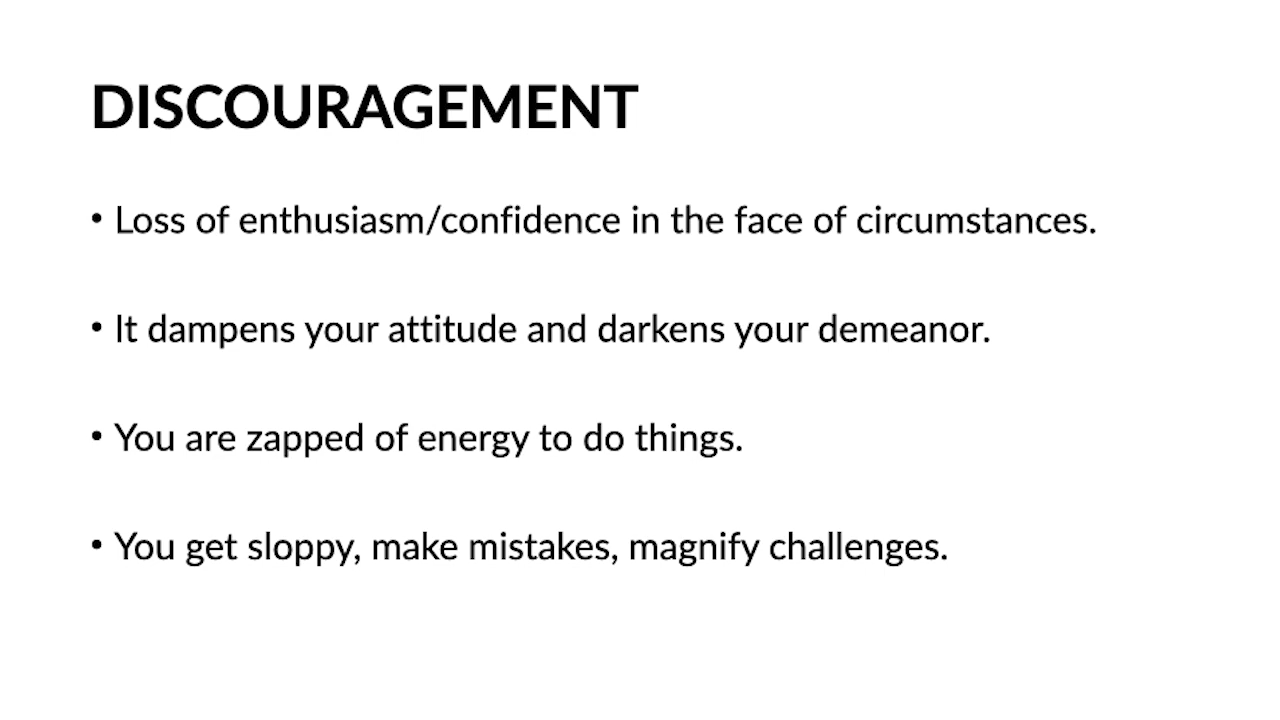 DISCOURAGEMENT
• Loss of enthusiasm/confidence in the face of circumstances.
• It dampens your attitude and darkens your demeanor.
• You are zapped of energy to do things.
• You get sloppy, make mistakes, magnify challenges.